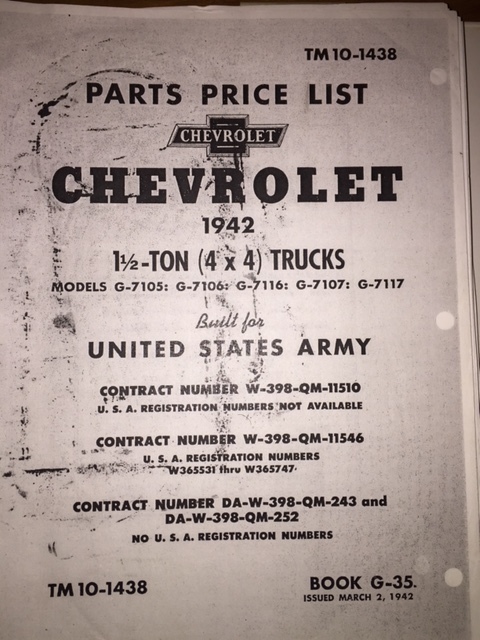 TM 10-1438
PARTS PRICE LIST
CHEVROLET
CHEVROLET
1942
1½-TON (4 x 4) TRUCKS
MODELS G-7105: G-7106: G-7116: G-7107: G-7117
Built for
UNITED STATES ARMY
CONTRACT NUMBER W-398-QM-11510
U. S. A. REGISTRATION NUMBERS NOT AVAILABLE
CONTRACT NUMBER W-398-QM-11546
U. S. A. REGISTRATION NUMBERS
W365531 thru W365747
CONTRACT NUMBER DA-W-398-QM-243 and
DA-W-398-QM-252
NO U. S. A. REGISTRATION NUMBERS
TM 10-1438
BOOK G-35.
ISSUED MARCH 2, 1942